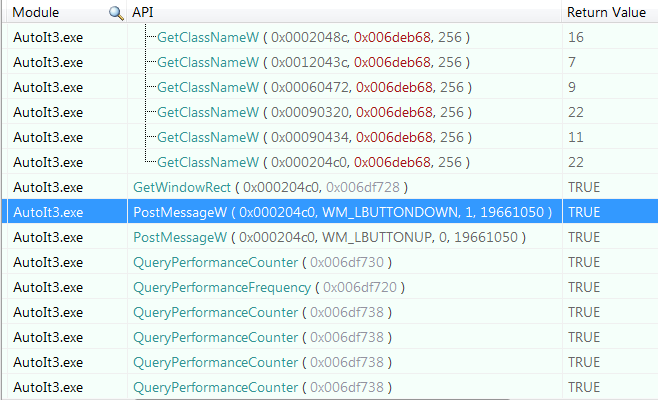 Module API Return Value
AutoIt3.exe GetClassNameW ( 0x0002048c, 0x006deb68, 256 ) 16
AutoIt3.exe GetClassNameW ( 0x0012043c, 0x006deb68, 256 ) 7
AutoIt3.exe GetClassNameW ( 0x00060472, 0x006deb68, 256 ) 9
AutoIt3.exe GetClassNameW ( 0x00090320, 0x006deb68, 256 ) 22
AutoIt3.exe GetClassNameW ( 0x00090434, 0x006deb68, 256 ) 11
AutoIt3.exe GetClassNameW ( 0x000204c0, 0x006deb68, 256 ) 22
AutoIt3.exe GetWindowRect ( 0x000204c0, 0x006df728 ) TRUE
AutoIt3.exe PostMessageW ( 0x000204c0, WM_LBUTTONDOWN, 1, 19661050 ) TRUE
AutoIt3.exe PostMessageW ( 0x000204c0, WM_LBUTTONUP, 0, 19661050 ) TRUE
AutoIt3.exe QueryPerformanceCounter ( 0x006df730 ) TRUE
AutoIt3.exe QueryPerformanceFrequency ( 0x006df720 ) TRUE
AutoIt3.exe QueryPerformanceCounter ( 0x006df738 ) TRUE
AutoIt3.exe QueryPerformanceCounter ( 0x006df738 ) TRUE
AutoIt3.exe QueryPerformanceCounter ( 0x006df738 ) TRUE
AutoIt3.exe QueryPerformanceCounter ( 0x006df738 ) TRUE